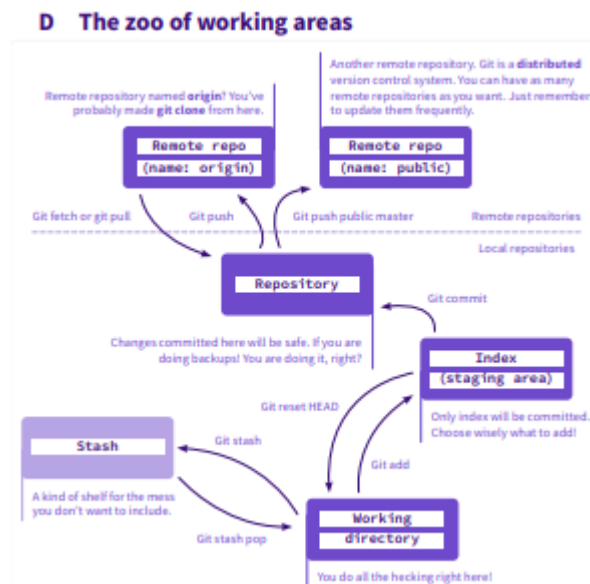 D The zoo of working areas
Another remote repository. Git is a distributed
version control system. You can have as many
remote repositories as you want. Just remember
to update them frequently.
Remote repository named origin? You've
probably made git clone from here.
Remote repo
(name: origin)
Remote repo
(name: public)
Git fetch or git pull
Git push
Git push public master
Remote repositories
Local repositories
Repository
Git commit
Changes committed here will be safe. If you are
doing backups! You are doing it, right?
Index
(staging area)
Git reset HEAD
Only index will be committed.
Choose wisely what to add!
Stash
Git stash
Git add
A kind of shelf for the mess
you don't want to include.
Git stash pop
Working
directory
You do all the hecking right here!